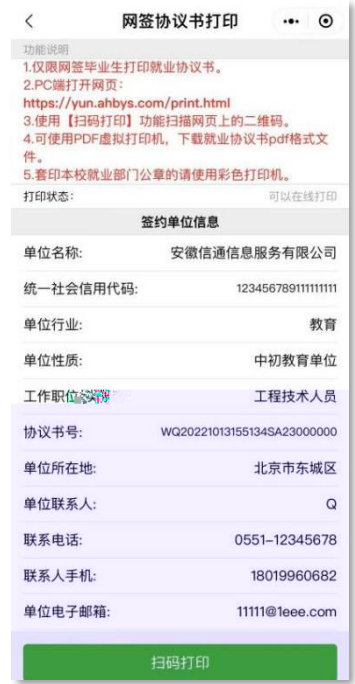 网签协议书打印
功能说明
1.仅限网签毕业生打印就业协议书。
2.PC端打开网页：
https://yun.ahbys.com/print.html
3.使用【扫码打印】功能扫描网页上的二维码。
4.可使用PDF虚拟打印机，下载就业协议书pdf格式文
件。
5.套印本校就业部门公章的请使用彩色打印机。
打印状态： 可以在线打印
签约单位信息
单位名称: 安徽信通信息服务有限公司
统一社会信用代码: 123456789111111111
单位行业: 教育
单位性质: 中初教育单位
工作职位 工程技术人员
协议书号: WQ20221013155134SA23000000
单位所在地: 北京市东城区
单位联系人: Q
联系电话: 0551-12345678
联系人手机: 18019960682
单位电子邮箱: 11111@1eee.com
扫码打印